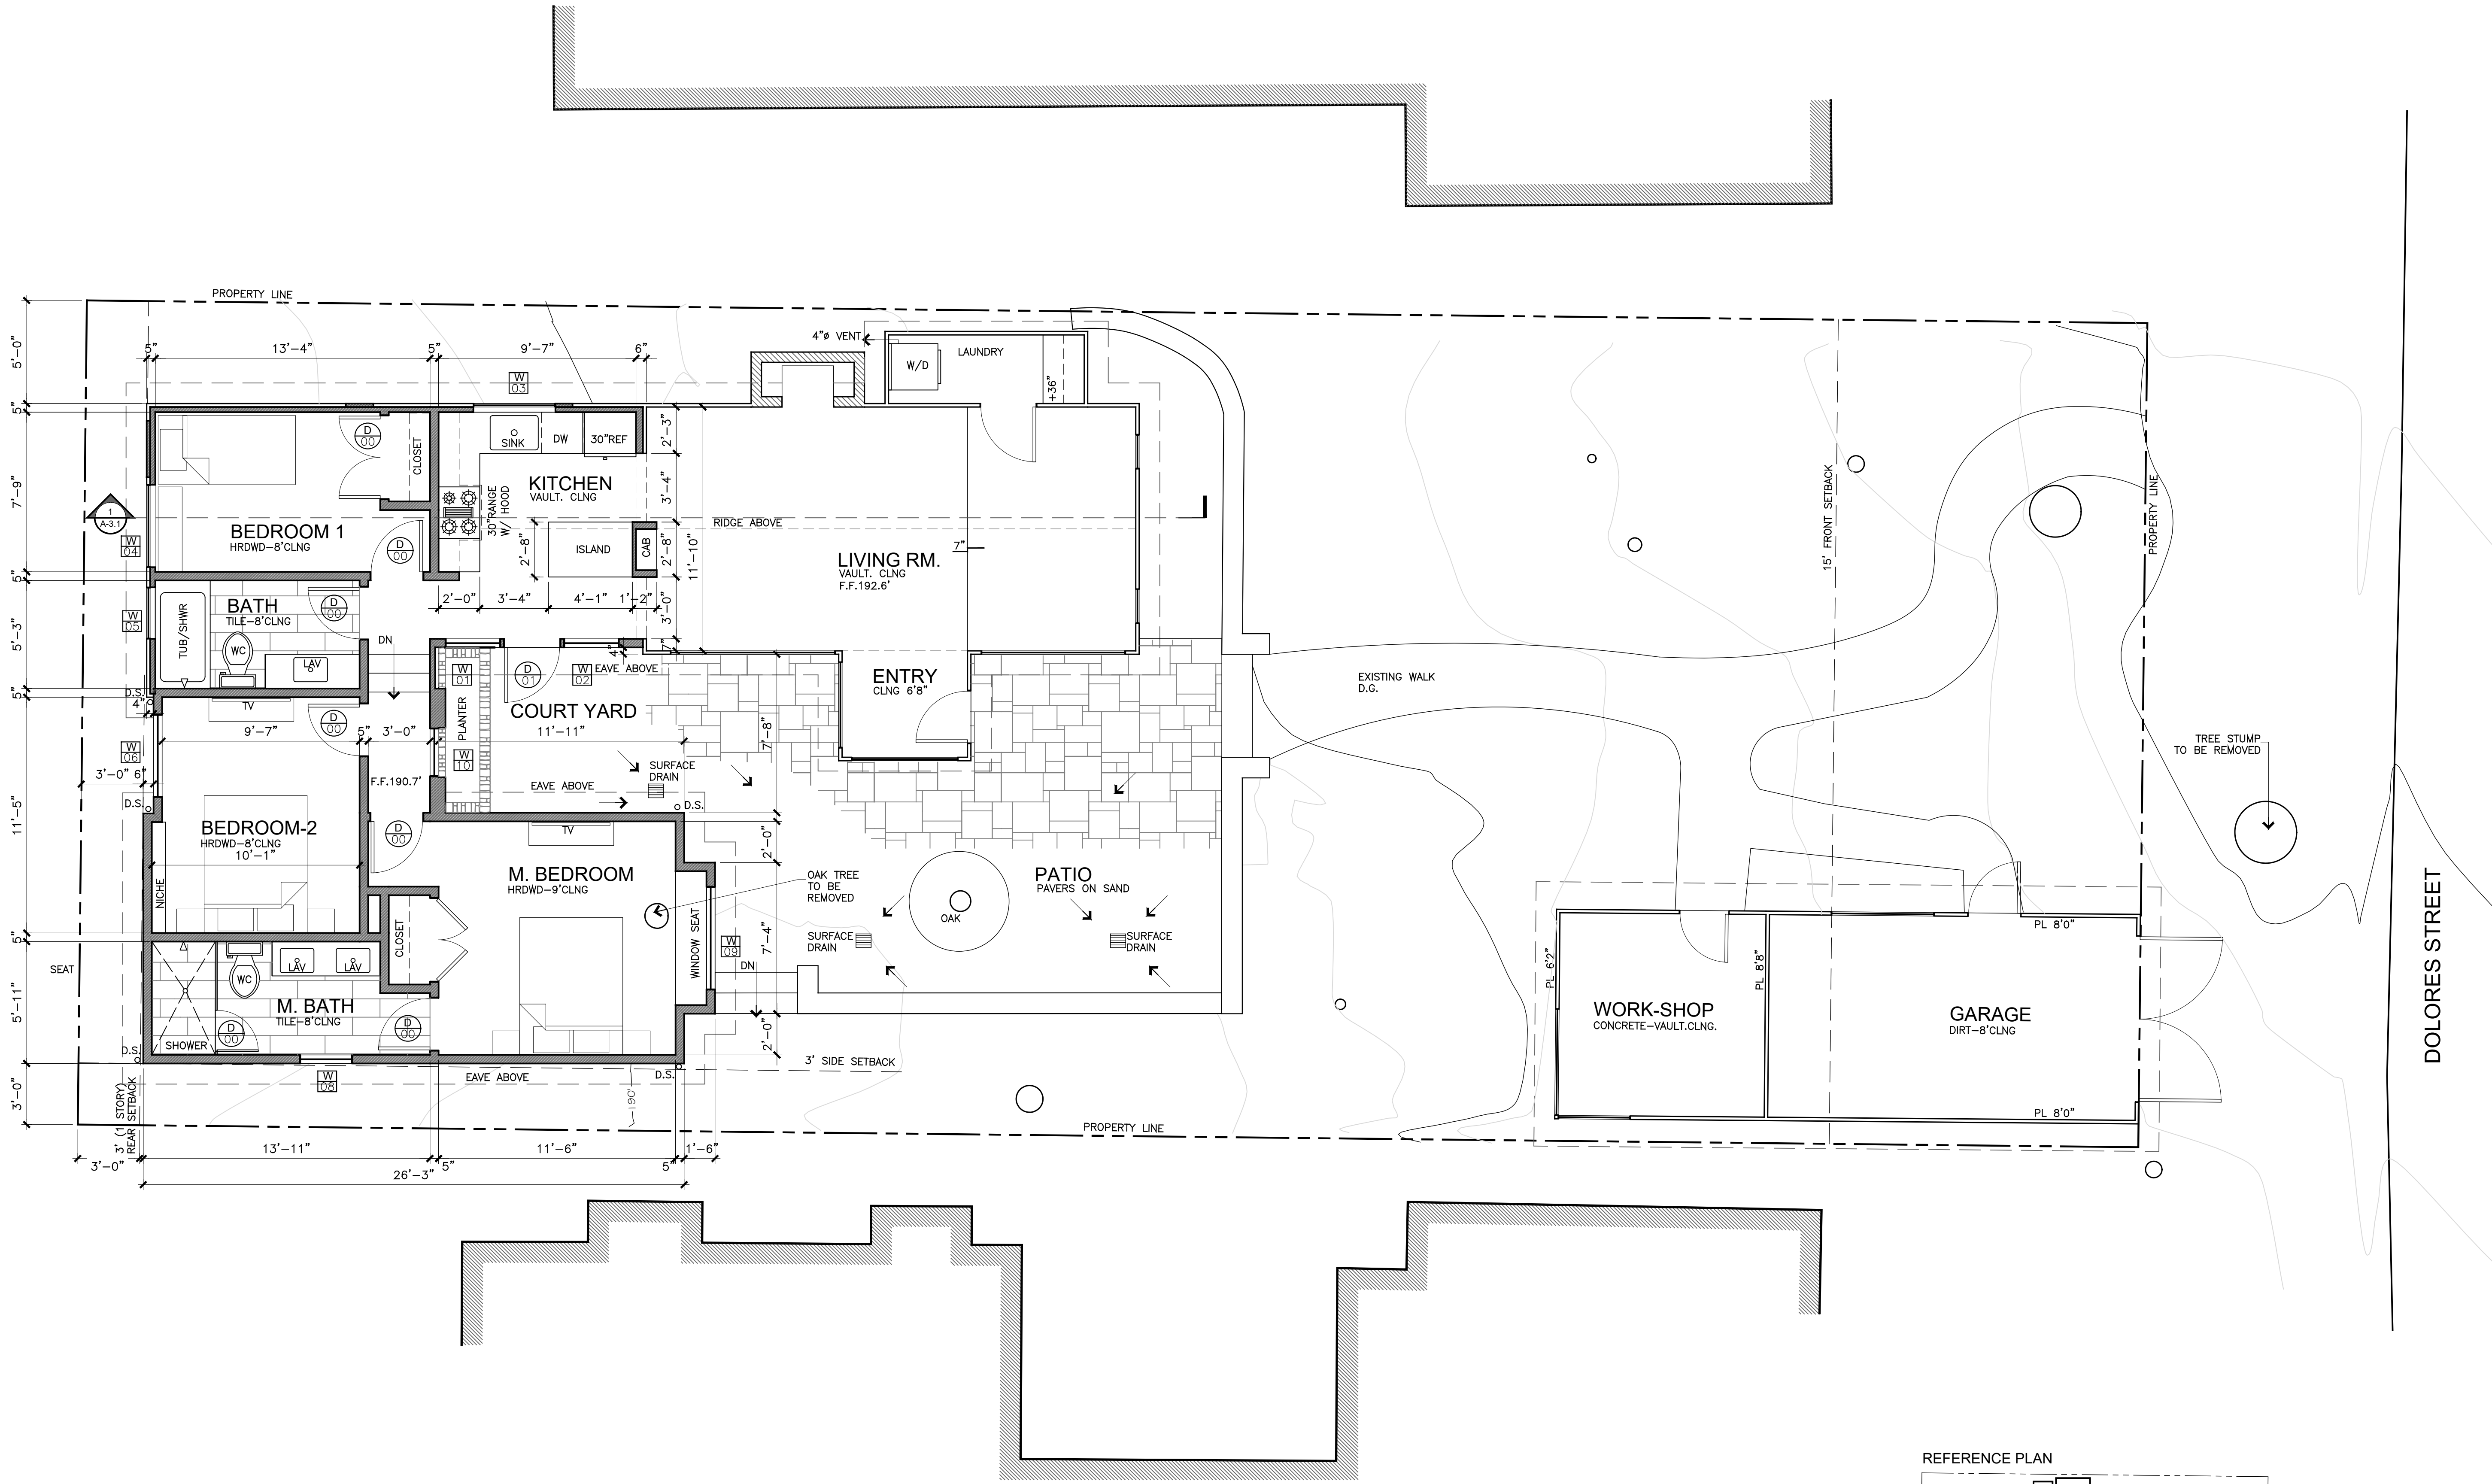 PROPERTY LINE
5'-0"
5"
13'-4"
5"
9'-7"
6"
4"ø VENT
W/D
LAUNDRY
+36"
W
03
5"
D
00
CLOSET
SINK
DW
30"REF
2'-3"
7'-9"
KITCHEN
VAULT. CLNG
30"RANGE
W/ HOOD
3'-4"
1
A-3.1
BEDROOM 1
HRDWD-8'CLNG
RIDGE ABOVE
W
04
D
00
2'-8"
ISLAND
CAB
2'-8"
11'-10"
7"
LIVING RM.
VAULT. CLNG
F.F.192.6'
15' FRONT SETBACK
PROPERTY LINE
5"
BATH
TILE-8'CLNG
D
00
2'-0"
3'-4"
4'-1"
1'-2"
3'-0"
W
05
TUB/SHWR
5'-3"
WC
LAV
DN
7"
4"
W
01
D
01
W
02
EAVE ABOVE
ENTRY
CLNG 6'8"
EXISTING WALK
D.G.
5"
D.S.
4"
TV
D
00
PLANTER
COURT YARD
11'-11"
9'-7"
5"
3'-0"
7'-8"
W
06
W
10
TREE STUMP
TO BE REMOVED
3'-0"
6"
F.F.190.7'
SURFACE
DRAIN
EAVE ABOVE
D.S.
D.S.
11'-5"
BEDROOM-2
HRDWD-8'CLNG
10'-1"
D
00
TV
2'-0"
M. BEDROOM
HRDWD-9'CLNG
OAK TREE
TO BE
REMOVED
PATIO
PAVERS ON SAND
OAK
NICHE
CLOSET
WINDOW SEAT
W
09
7'-4"
SURFACE
DRAIN
SURFACE
DRAIN
PL 8'0"
DOLORES STREET
5"
SEAT
WC
LAV
LAV
DN
PL 6'2"
PL 8'8"
5'-11"
M. BATH
TILE-8'CLNG
WORK-SHOP
CONCRETE-VAULT.CLNG.
GARAGE
DIRT-8'CLNG
D
00
D
00
SHOWER
2'-0"
D.S.
3' SIDE SETBACK
W
08
EAVE ABOVE
D.S.
190'
3'-0"
3' (1 STORY)
REAR SETBACK
PL 8'0"
PROPERTY LINE
3'-0"
13'-11"
5"
11'-6"
5"
1'-6"
26'-3"
REFERENCE PLAN